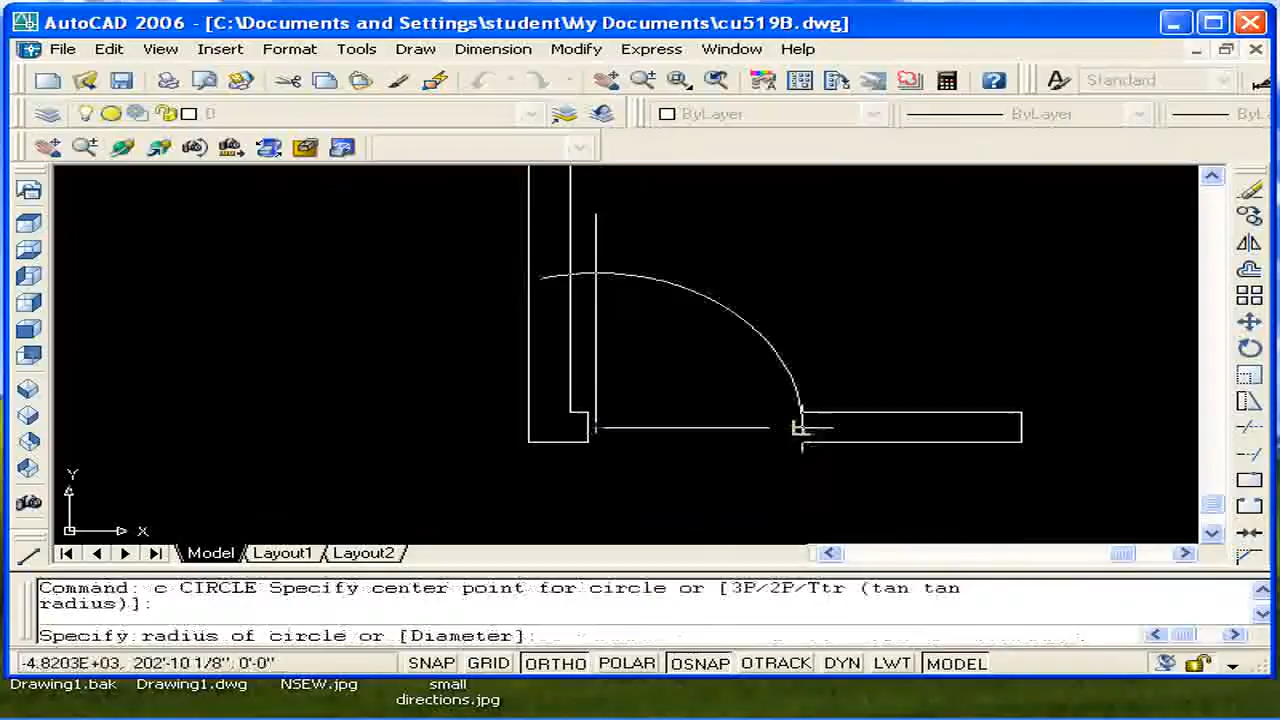 AutoCAD 2006 - [C:\Documents and Settings\student\My Documents\cu519B.dwg]
File Edit View Insert Format Tools Draw Dimension Modify Express Window Help
Standard
0 ByLayer ByLayer ByL
Y
X
Model Layout1 Layout2
Command: c CIRCLE Specify center point for circle or [3P/2P/Ttr (tan tan
radius)]:
Specify radius of circle or [Diameter]:
-4.8203E+03, 202'-10 1/8", 0'-0" SNAP GRID ORTHO POLAR OSNAP OTRACK DYN LWT MODEL
Drawing1.bak Drawing1.dwg NSEW.jpg small
directions.jpg